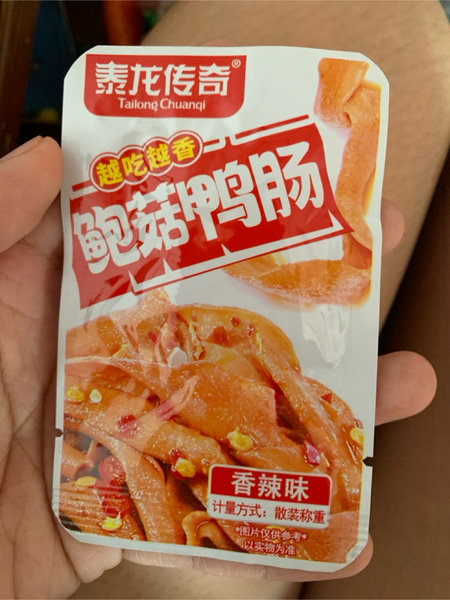 泰龙传奇®
Tailong Chuanqi
越吃越香
鲍菇鸭肠
香辣味
计量方式：散装称重
*图片仅供参考*
以实物为准